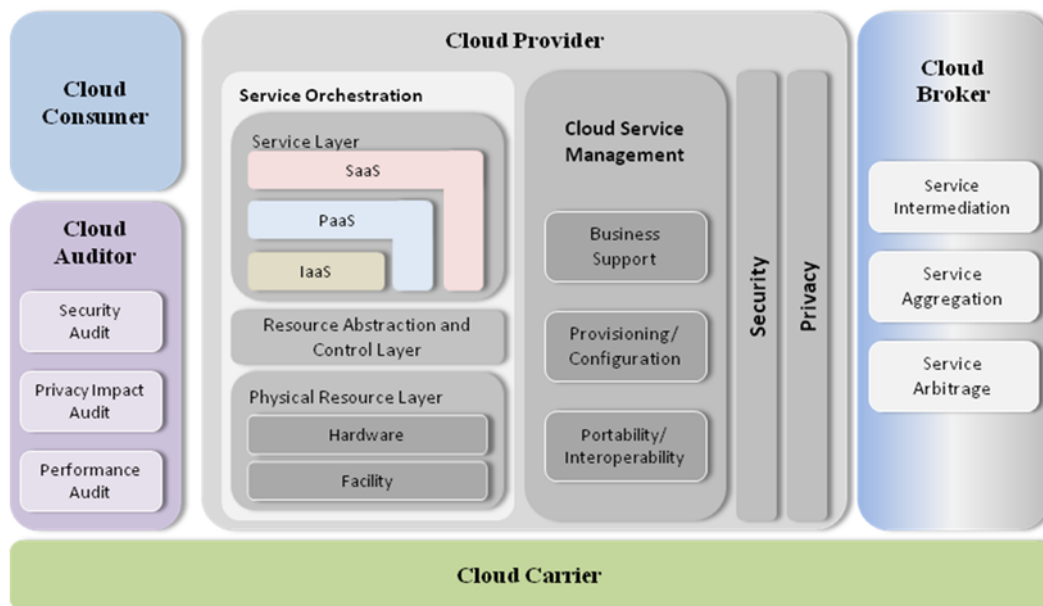 Cloud
Consumer
Cloud
Auditor
Security
Audit
Privacy Impact
Audit
Performance
Audit
Cloud Provider
Service Orchestration
Service Layer
SaaS
PaaS
IaaS
Resource Abstraction and
Control Layer
Physical Resource Layer
Hardware
Facility
Cloud Service
Management
Business
Support
Provisioning/
Configuration
Portability/
Interoperability
Security
Privacy
Cloud
Broker
Service
Intermediation
Service
Aggregation
Service
Arbitrage
Cloud Carrier